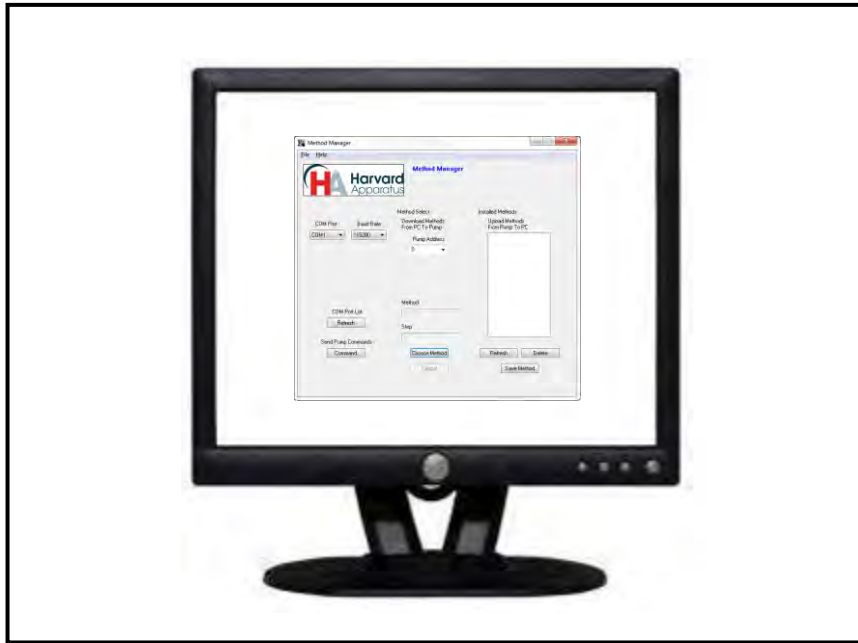 Method Manager
File Help
HA Harvard Apparatus
Method Manager
Method Select
Installed Methods
COM Port
Baud Rate
Download Methods
From PC To Pump
Upload Methods
From Pump To PC
COM1
115200
Pump Address
0
Method
COM Port List
Refresh
Step
Send Pump Commands
Command
Choose Method
Refresh
Delete
Save Method